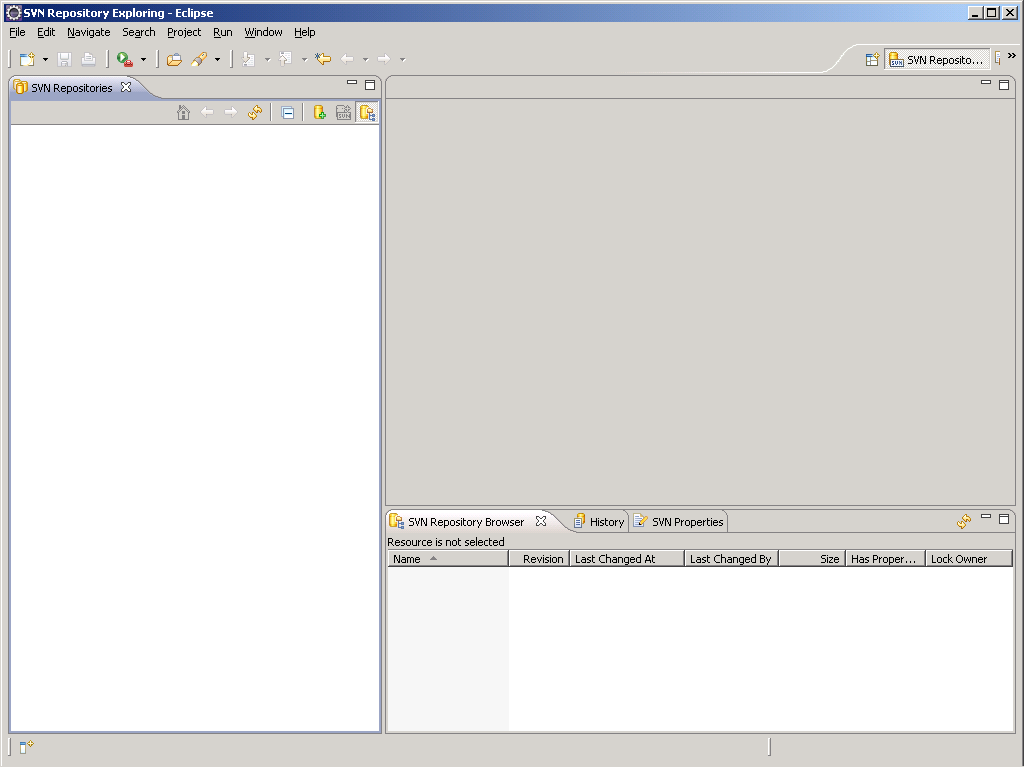 SVN Repository Exploring - Eclipse
File Edit Navigate Search Project Run Window Help
SVN Reposito...
SVN Repositories
SVN Repository Browser History SVN Properties
Resource is not selected
Name Revision Last Changed At Last Changed By Size Has Proper... Lock Owner